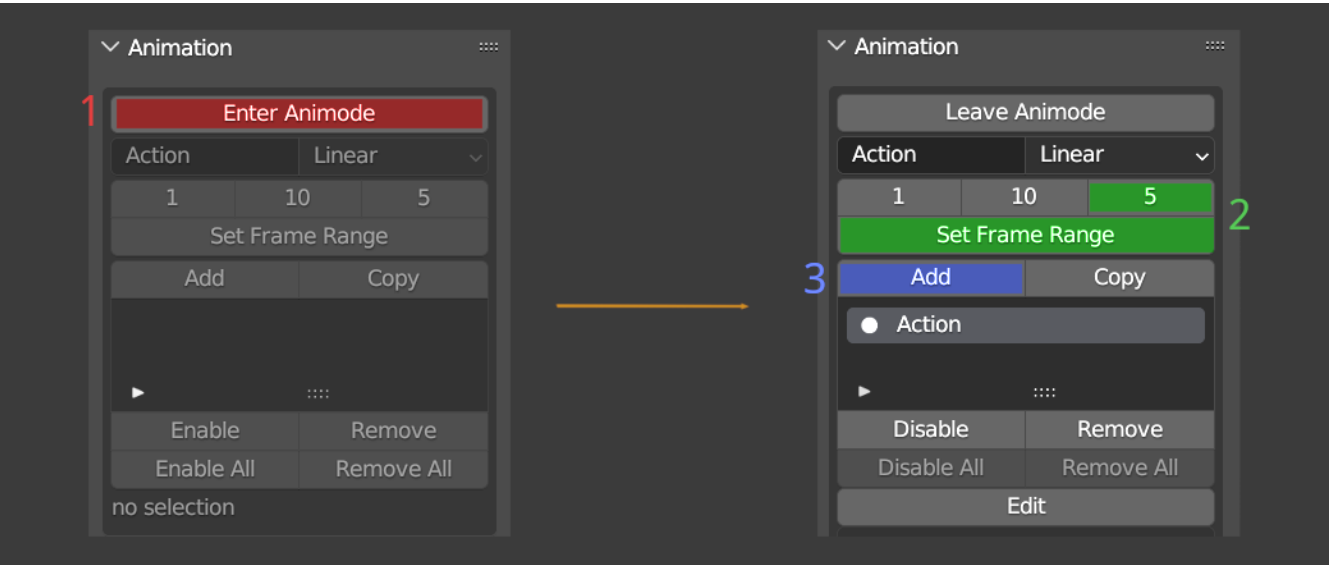 Animation
1
Enter Animode
Action Linear
1 10 5
Set Frame Range
Add Copy
Enable Remove
Enable All Remove All
no selection
Animation
Leave Animode
Action Linear
1 10 5
2
Set Frame Range
3
Add Copy
Action
Disable Remove
Disable All Remove All
Edit